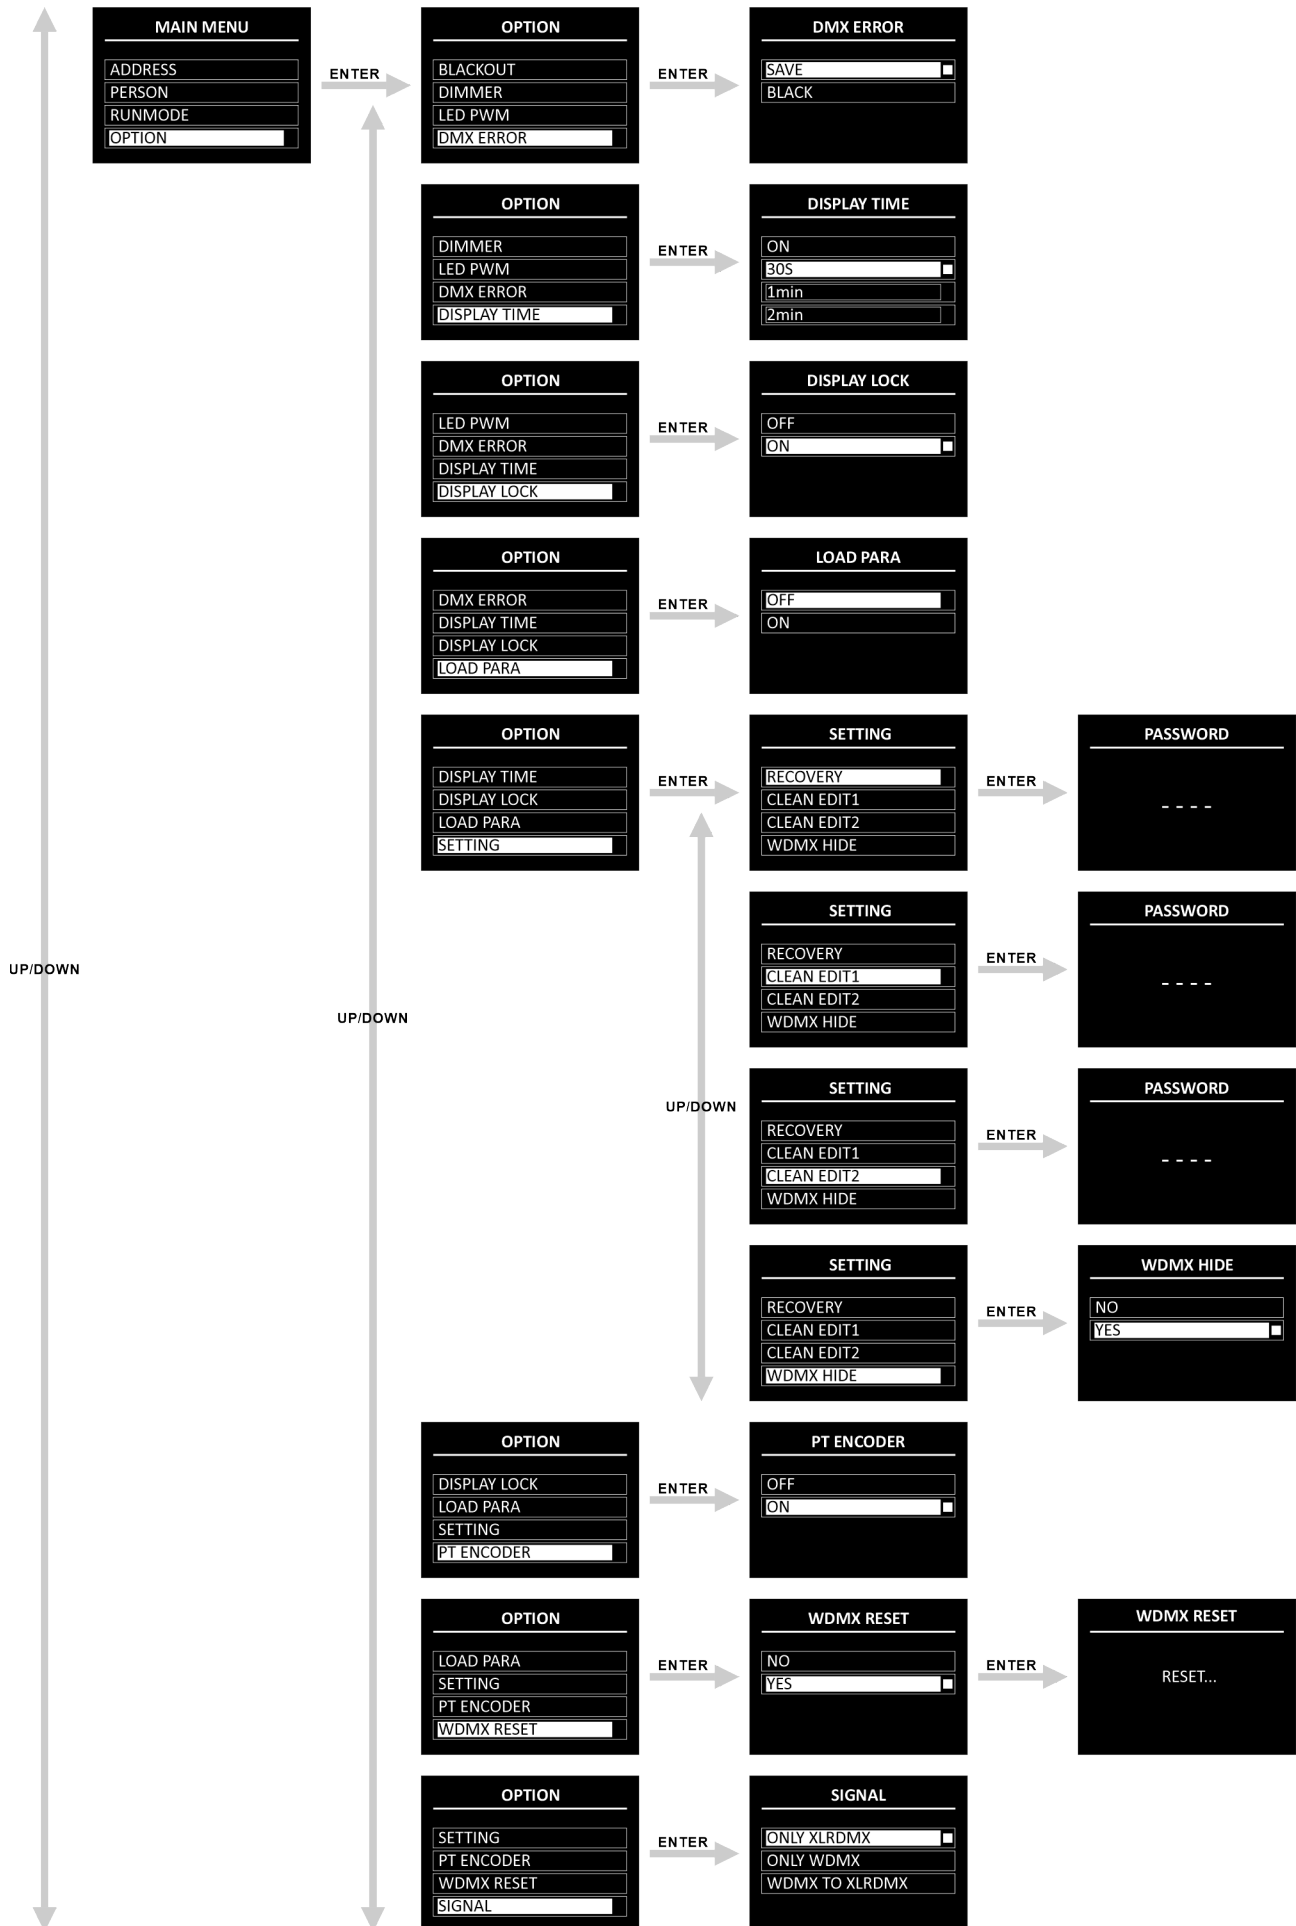 MAIN MENU
ADDRESS
PERSON
RUNMODE
OPTION
ENTER
OPTION
BLACKOUT
DIMMER
LED PWM
DMX ERROR
ENTER
DMX ERROR
SAVE
BLACK
OPTION
DIMMER
LED PWM
DMX ERROR
DISPLAY TIME
ENTER
DISPLAY TIME
ON
30S
1min
2min
OPTION
LED PWM
DMX ERROR
DISPLAY TIME
DISPLAY LOCK
ENTER
DISPLAY LOCK
OFF
ON
OPTION
DMX ERROR
DISPLAY TIME
DISPLAY LOCK
LOAD PARA
ENTER
LOAD PARA
OFF
ON
OPTION
DISPLAY TIME
DISPLAY LOCK
LOAD PARA
SETTING
ENTER
SETTING
RECOVERY
CLEAN EDIT1
CLEAN EDIT2
WDMX HIDE
ENTER
PASSWORD
- - - -
SETTING
RECOVERY
CLEAN EDIT1
CLEAN EDIT2
WDMX HIDE
ENTER
PASSWORD
- - - -
UP/DOWN
UP/DOWN
SETTING
RECOVERY
CLEAN EDIT1
CLEAN EDIT2
WDMX HIDE
ENTER
PASSWORD
- - - -
UP/DOWN
SETTING
RECOVERY
CLEAN EDIT1
CLEAN EDIT2
WDMX HIDE
ENTER
WDMX HIDE
NO
YES
OPTION
DISPLAY LOCK
LOAD PARA
SETTING
PT ENCODER
ENTER
PT ENCODER
OFF
ON
OPTION
LOAD PARA
SETTING
PT ENCODER
WDMX RESET
ENTER
WDMX RESET
NO
YES
ENTER
WDMX RESET
RESET...
OPTION
SETTING
PT ENCODER
WDMX RESET
SIGNAL
ENTER
SIGNAL
ONLY XLRDMX
ONLY WDMX
WDMX TO XLRDMX